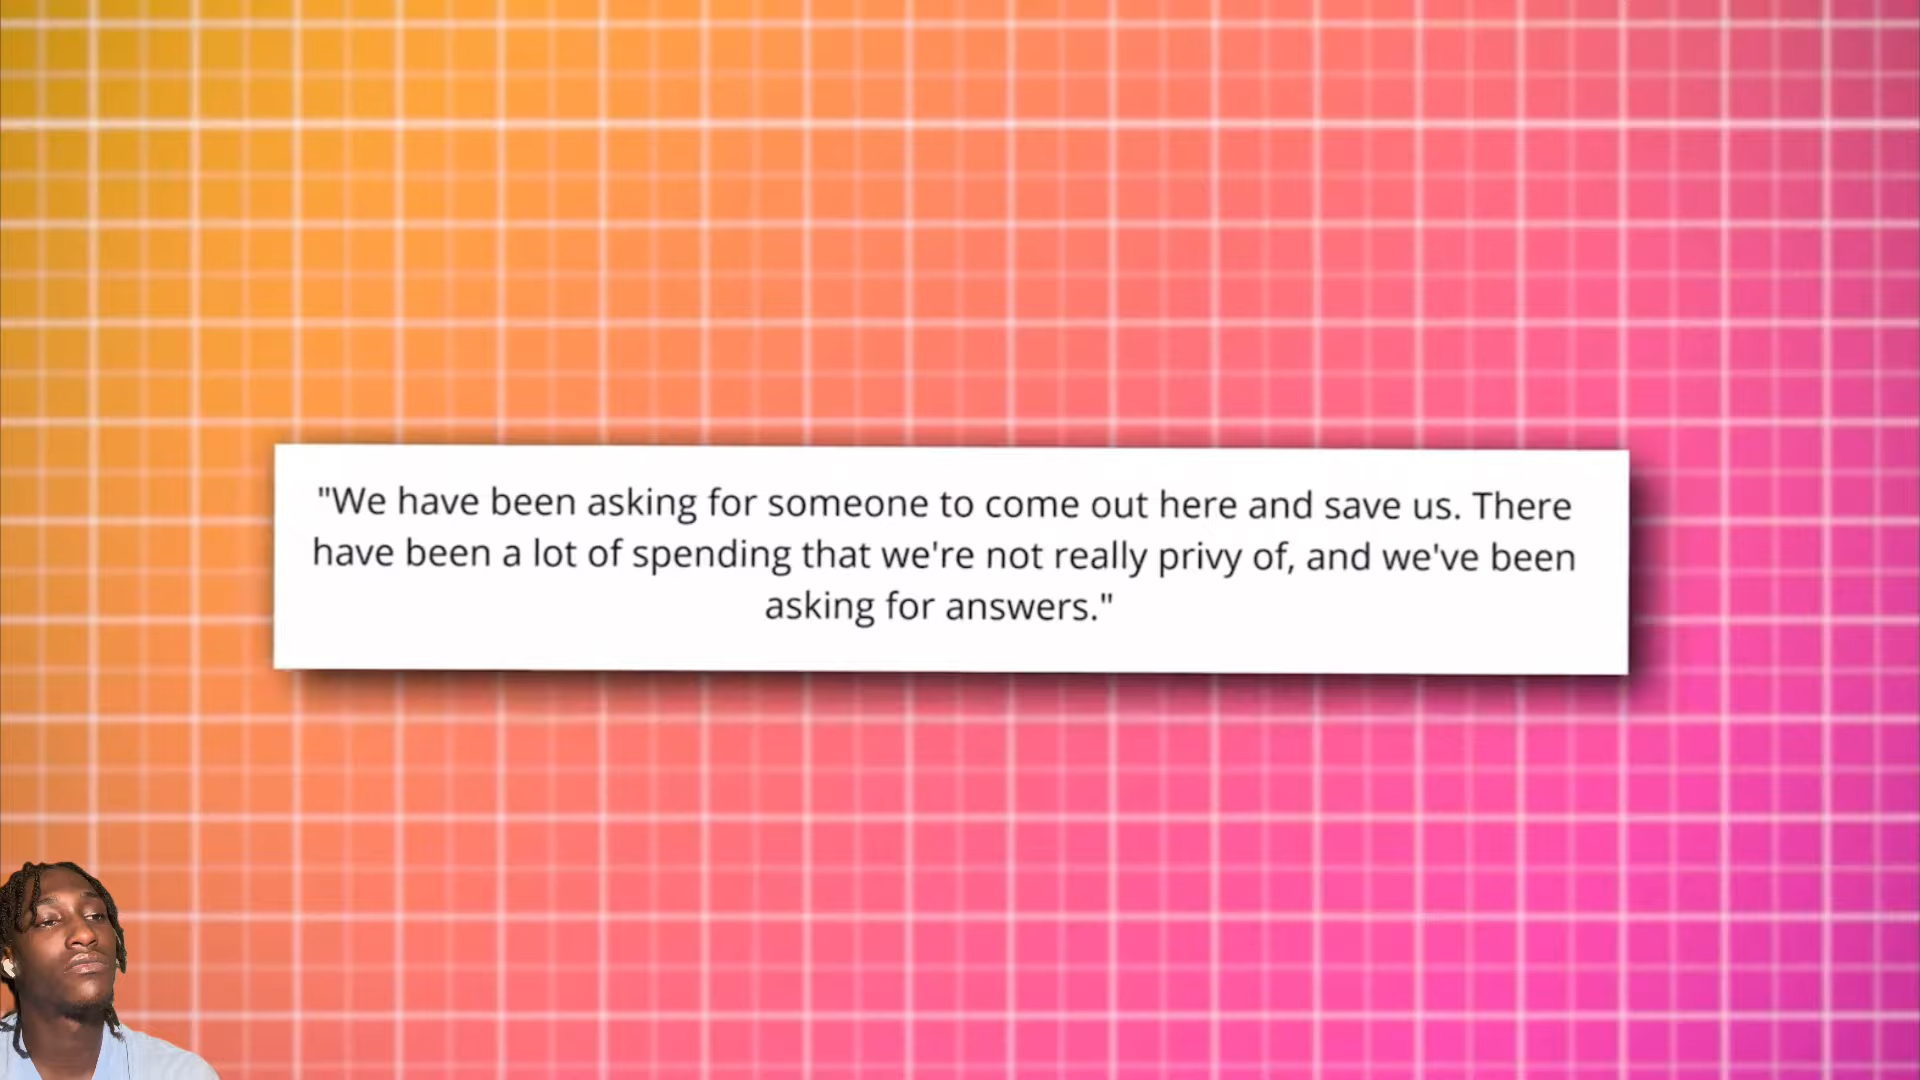 "We have been asking for someone to come out here and save us. There
have been a lot of spending that we're not really privy of, and we've been
asking for answers."